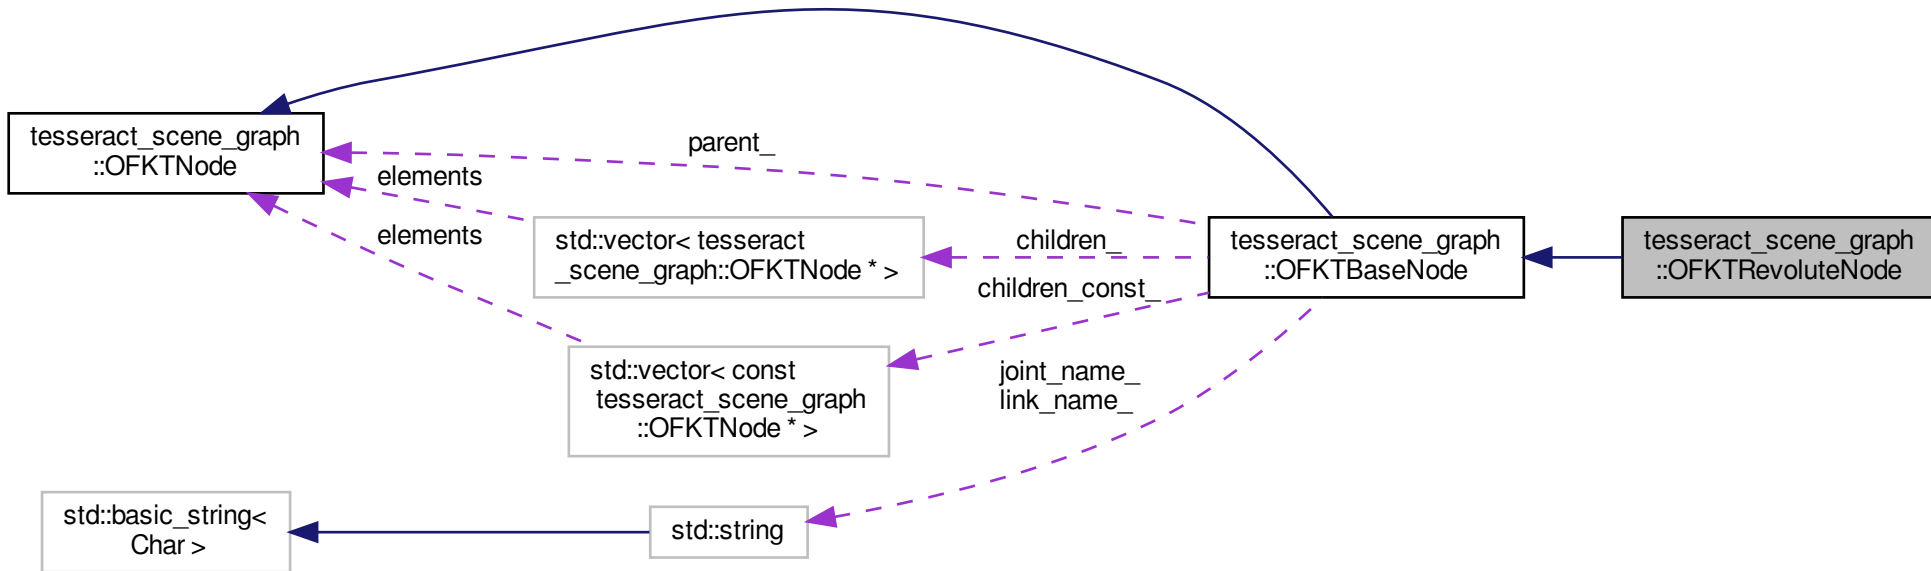 tesseract_scene_graph
::OFKTNode
parent_
elements
elements
std::vector< tesseract
_scene_graph::OFKTNode * >
children_
children_const_
tesseract_scene_graph
::OFKTBaseNode
tesseract_scene_graph
::OFKTRevoluteNode
std::vector< const
tesseract_scene_graph
::OFKTNode * >
joint_name_
link_name_
std::basic_string<
Char >
std::string